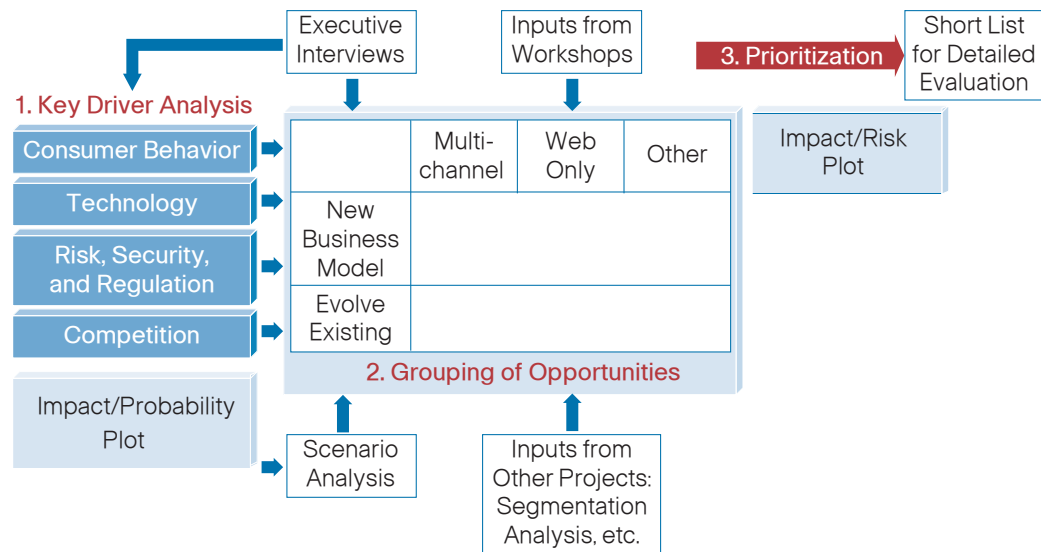 Executive
Interviews
Inputs from
Workshops
3. Prioritization
Short List
for Detailed
Evaluation
1. Key Driver Analysis
Consumer Behavior
Technology
Risk, Security,
and Regulation
Competition
Impact/Probability
Plot
Multi-
channel
Web
Only
Other
New
Business
Model
Evolve
Existing
2. Grouping of Opportunities
Impact/Risk
Plot
Scenario
Analysis
Inputs from
Other Projects:
Segmentation
Analysis, etc.